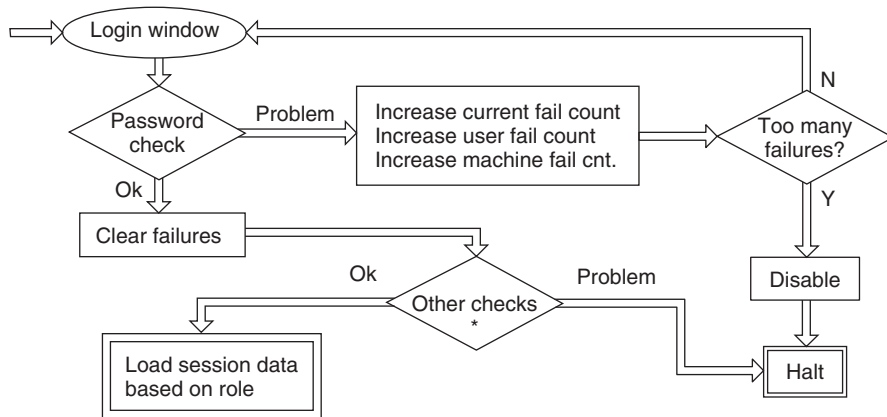 Login window
Password
check
Problem
Increase current fail count
Increase user fail count
Increase machine fail cnt.
Too many
failures?
N
Y
Ok
Clear failures
Ok
Other checks
*
Problem
Disable
Load session data
based on role
Halt